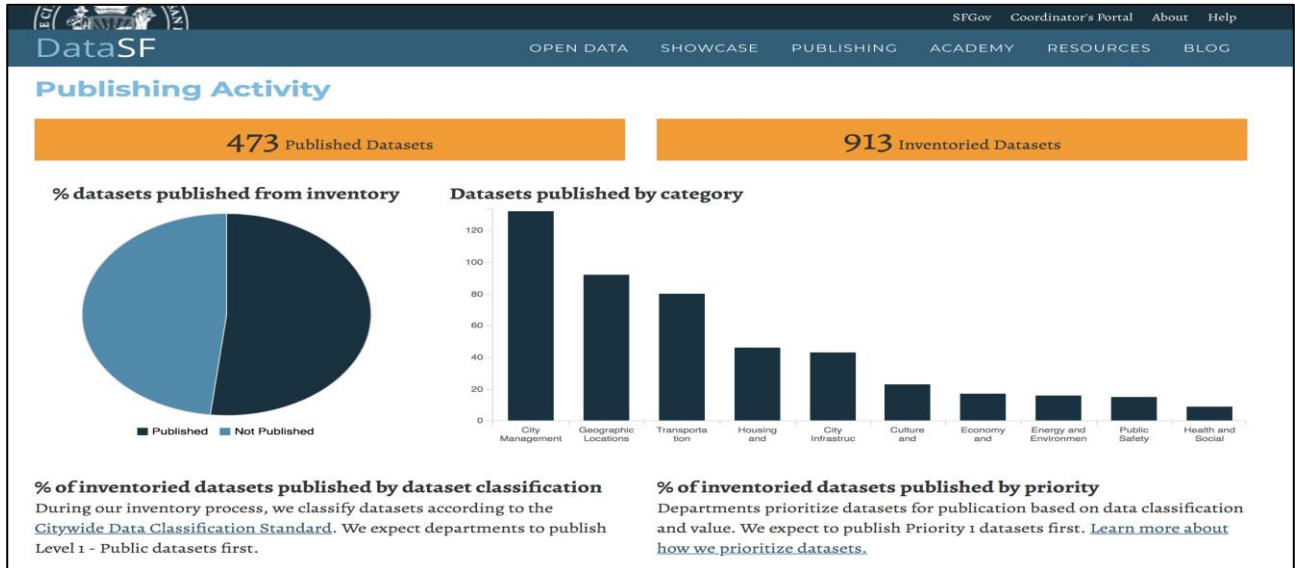 SFGov Coordinator's Portal About Help
DataSF
OPEN DATA SHOWCASE PUBLISHING ACADEMY RESOURCES BLOG
Publishing Activity
473 Published Datasets
913 Inventoried Datasets
% datasets published from inventory
Published Not Published
Datasets published by category
120
100
80
60
40
20
0
City Management
Geographic Locations
Transporta tion
Housing and
City Infrastruc
Culture and
Economy and
Energy and Environmen
Public Safety
Health and Social
% of inventoried datasets published by dataset classification
During our inventory process, we classify datasets according to the
Citywide Data Classification Standard. We expect departments to publish
Level 1 - Public datasets first.
% of inventoried datasets published by priority
Departments prioritize datasets for publication based on data classification
and value. We expect to publish Priority 1 datasets first. Learn more about
how we prioritize datasets.